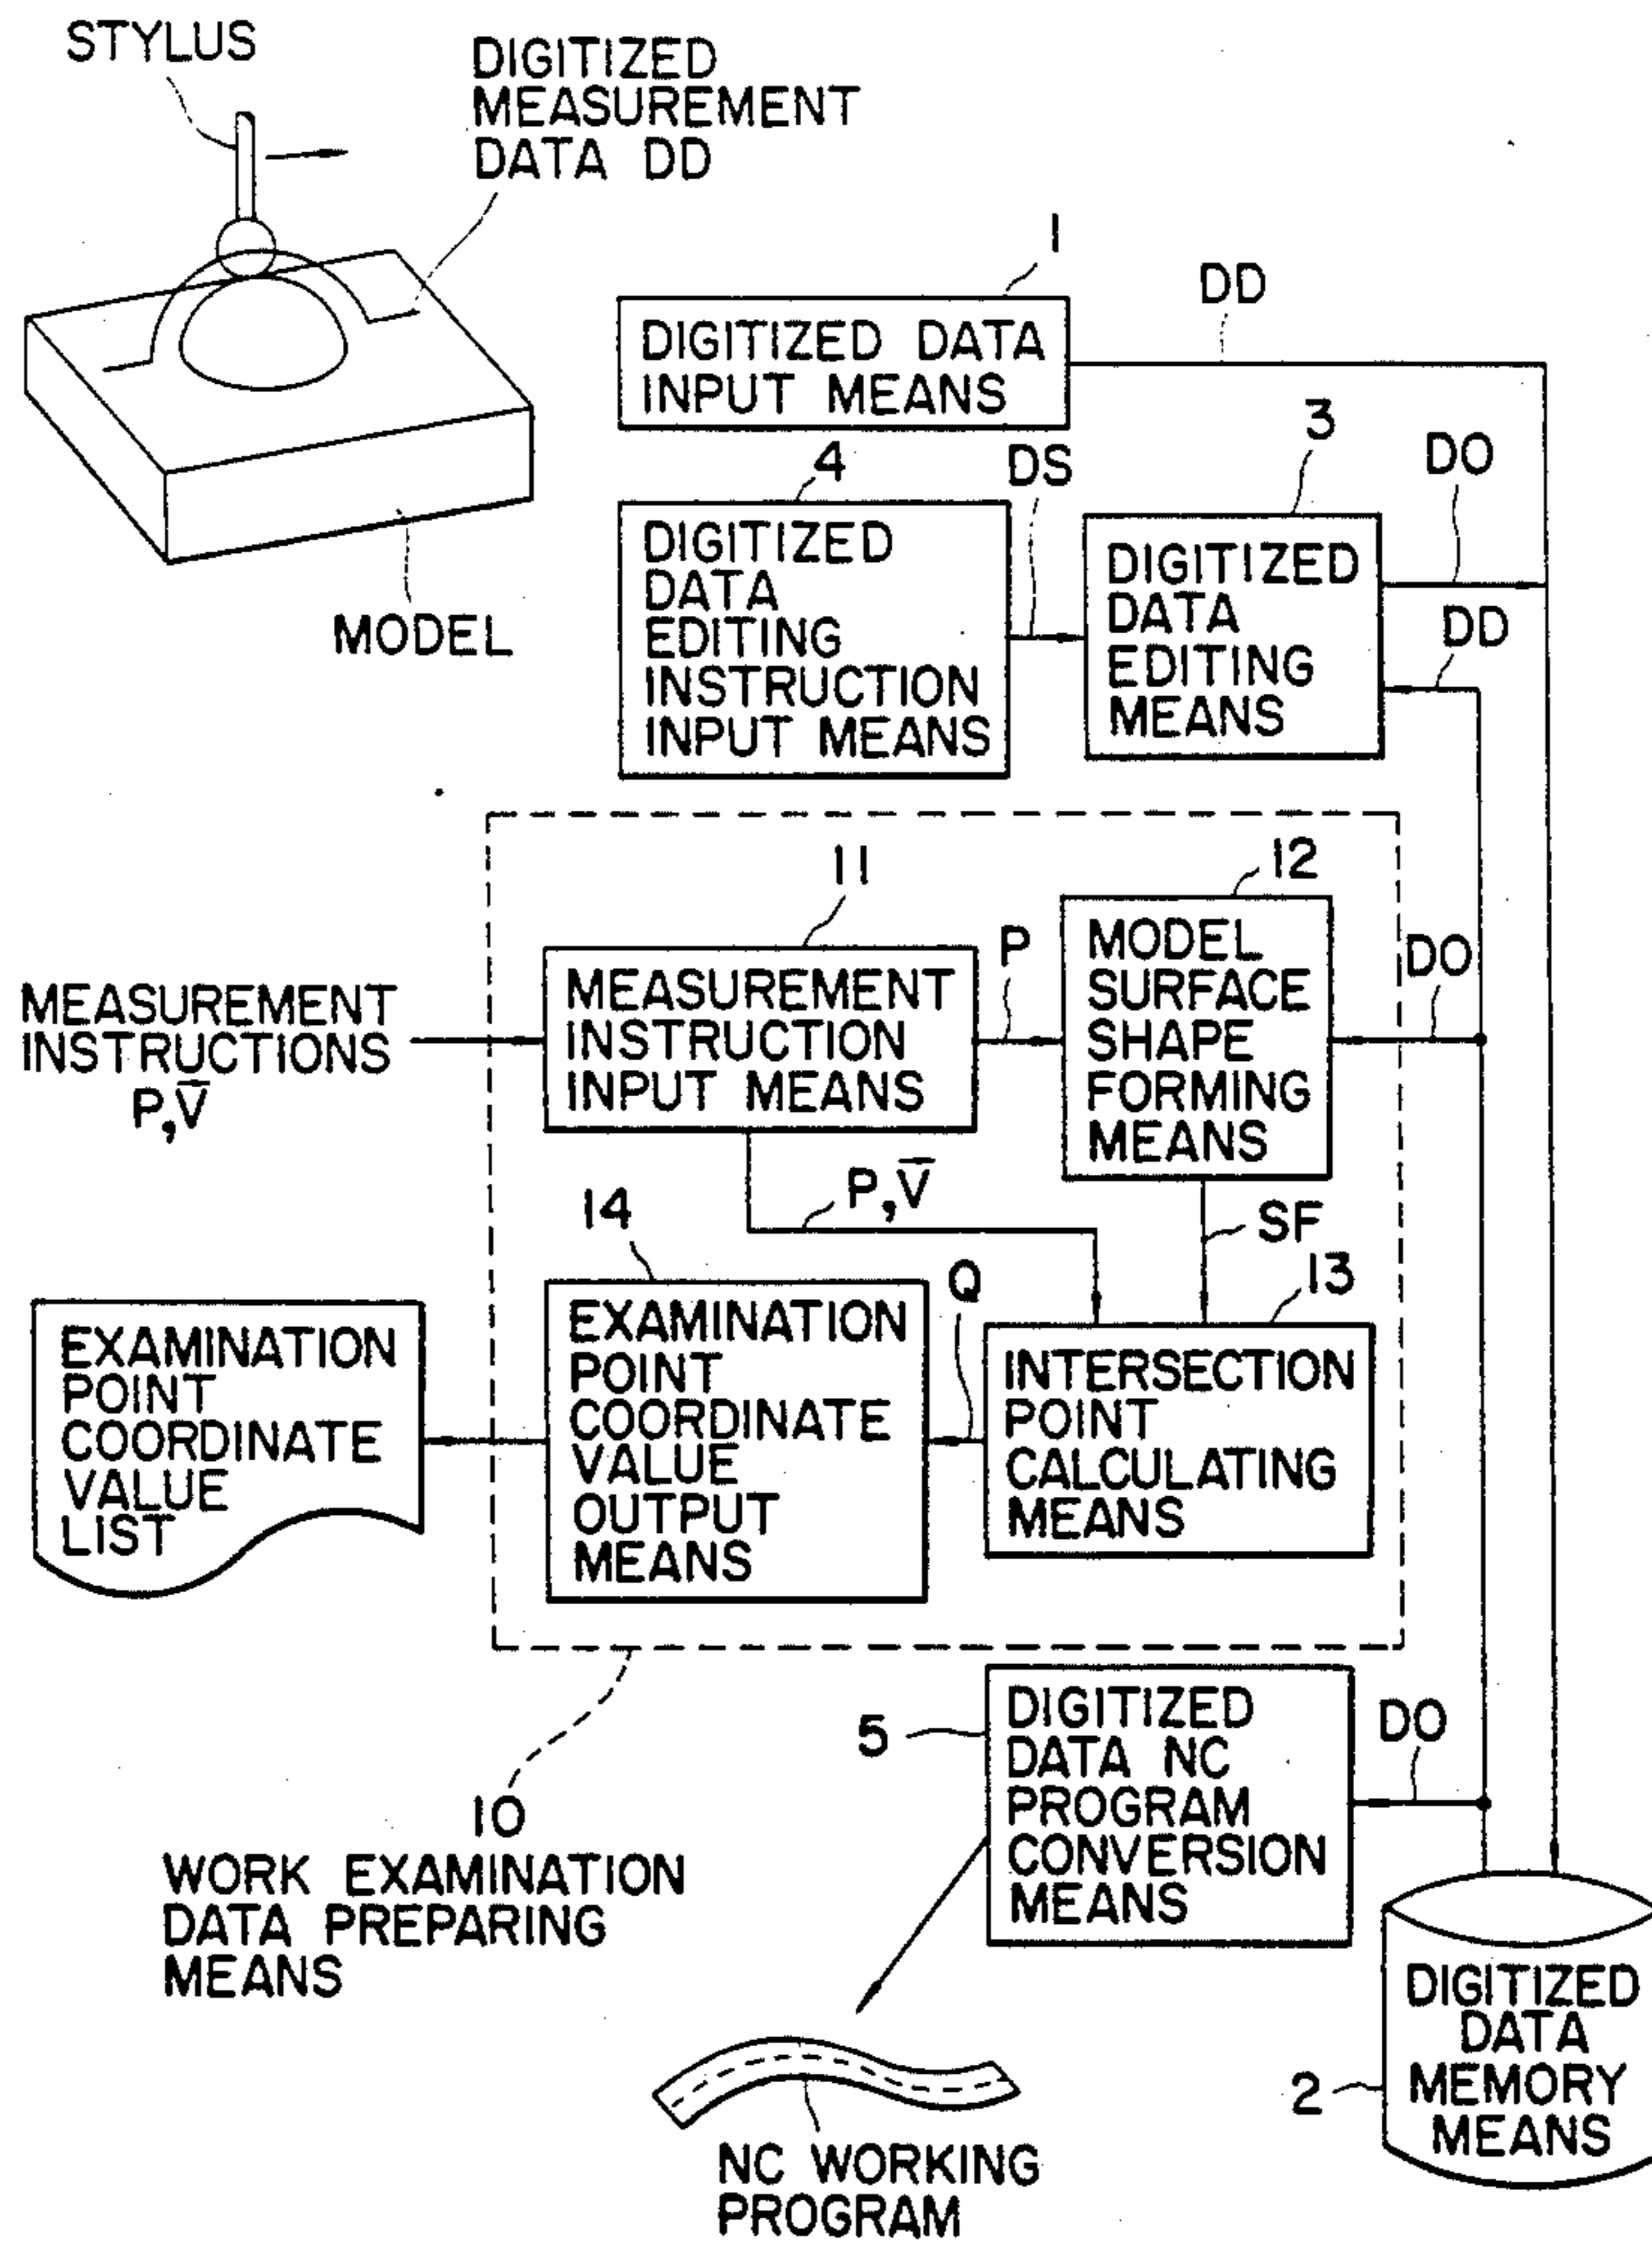 STYLUS
DIGITIZED
MEASUREMENT
DATA DD
MODEL
1
DIGITIZED DATA
INPUT MEANS
DD
4
DIGITIZED
DATA
EDITING
INSTRUCTION
INPUT MEANS
DS
3
DIGITIZED
DATA
EDITING
MEANS
DO
DD
MEASUREMENT
INSTRUCTIONS
P,V̄
11
MEASUREMENT
INSTRUCTION
INPUT MEANS
P
12
MODEL
SURFACE
SHAPE
FORMING
MEANS
DO
P,V̄
SF
14
EXAMINATION
POINT
COORDINATE
VALUE
OUTPUT
MEANS
Q
13
INTERSECTION
POINT
CALCULATING
MEANS
EXAMINATION
POINT
COORDINATE
VALUE
LIST
10
WORK EXAMINATION
DATA PREPARING
MEANS
5
DIGITIZED
DATA NC
PROGRAM
CONVERSION
MEANS
DO
NC WORKING
PROGRAM
2
DIGITIZED
DATA
MEMORY
MEANS